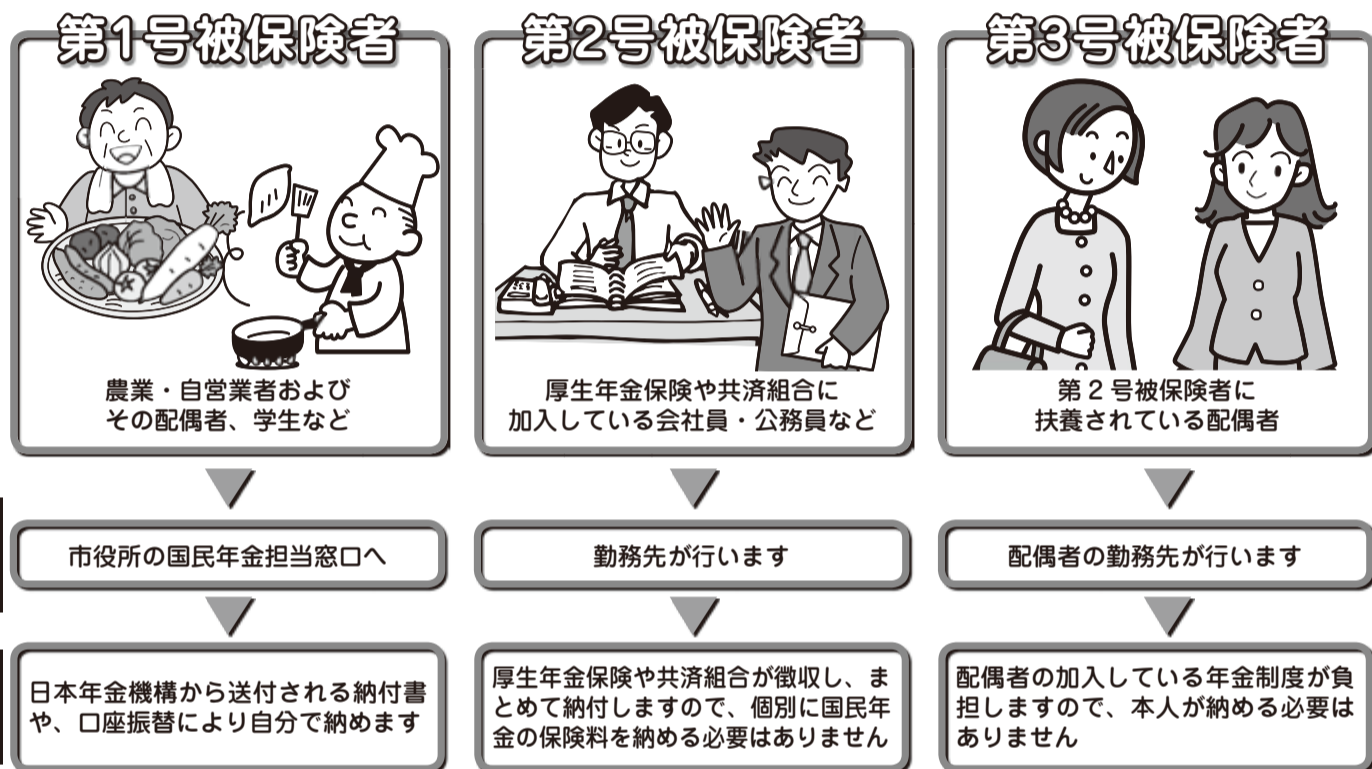 第1号被保険者
農業・自営業者および
その配偶者、学生など
市役所の国民年金担当窓口へ
日本年金機構から送付される納付書
や、口座振替により自分で納めます
第2号被保険者
厚生年金保険や共済組合に
加入している会社員・公務員など
勤務先が行います
厚生年金保険や共済組合が徴収し、ま
とめて納付しますので、個別に国民年
金の保険料を納める必要はありません
第3号被保険者
第2号被保険者に
扶養されている配偶者
配偶者の勤務先が行います
配偶者の加入している年金制度が負
担しますので、本人が納める必要は
ありません